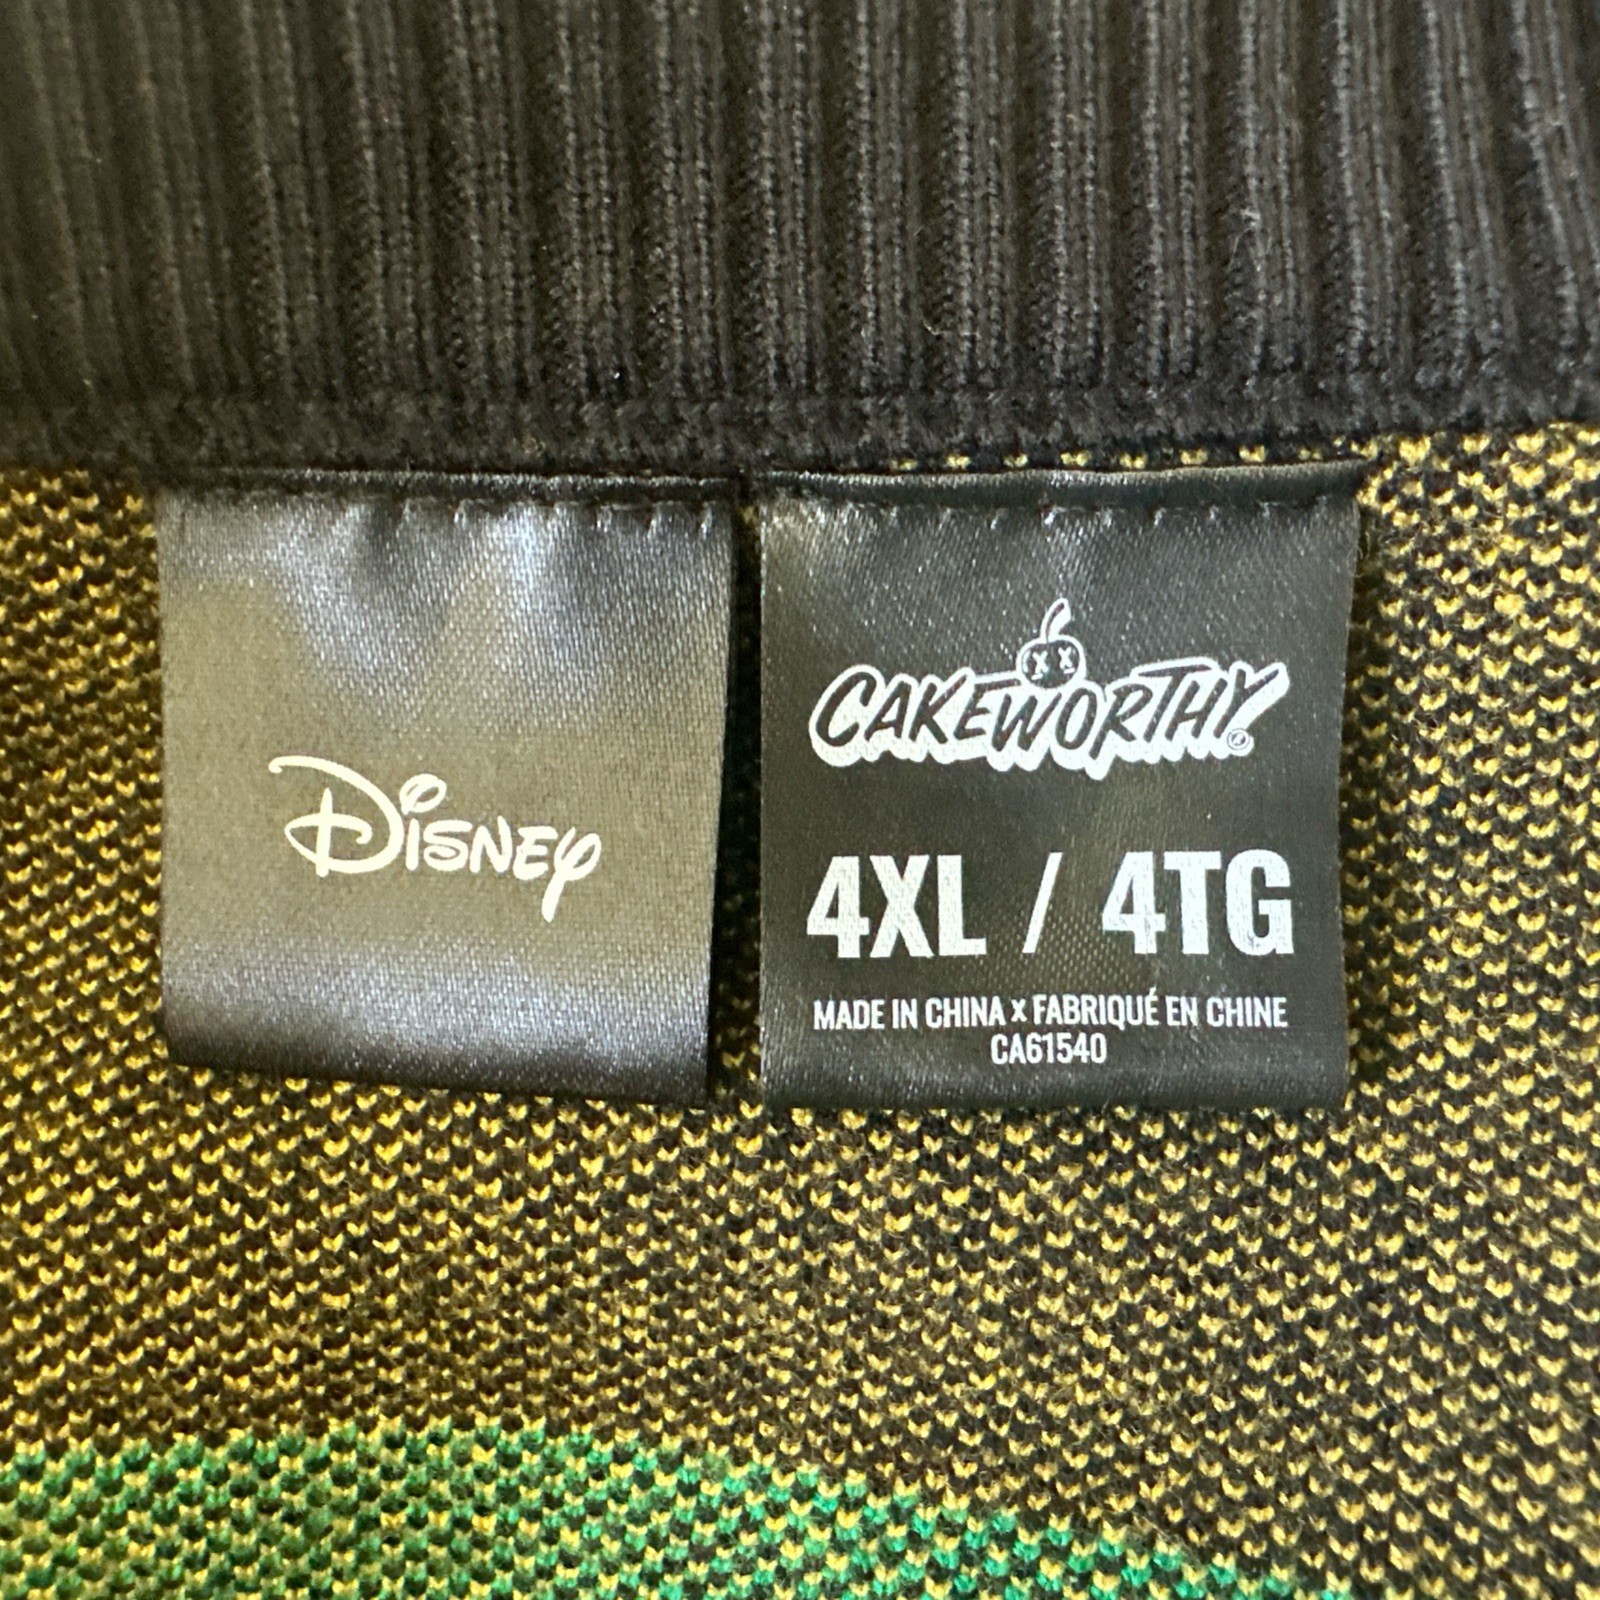 Disney
CAKEWORTHY®
4XL / 4TG
MADE IN CHINA x FABRIQUÉ EN CHINE
CA61540